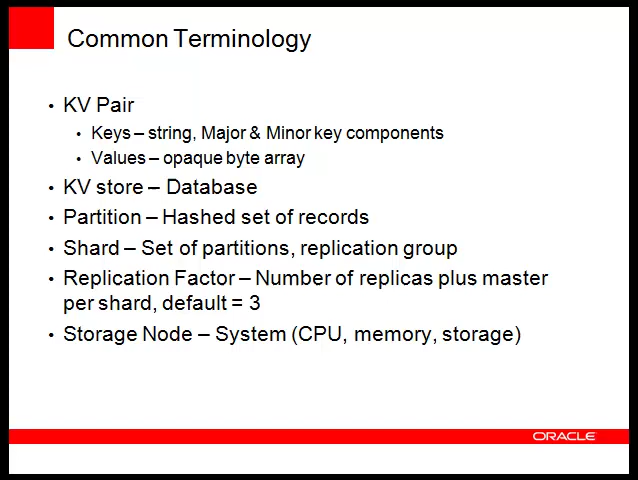 Common Terminology
• KV Pair
• Keys – string, Major & Minor key components
• Values – opaque byte array
• KV store – Database
• Partition – Hashed set of records
• Shard – Set of partitions, replication group
• Replication Factor – Number of replicas plus master
per shard, default = 3
• Storage Node – System (CPU, memory, storage)
ORACLE